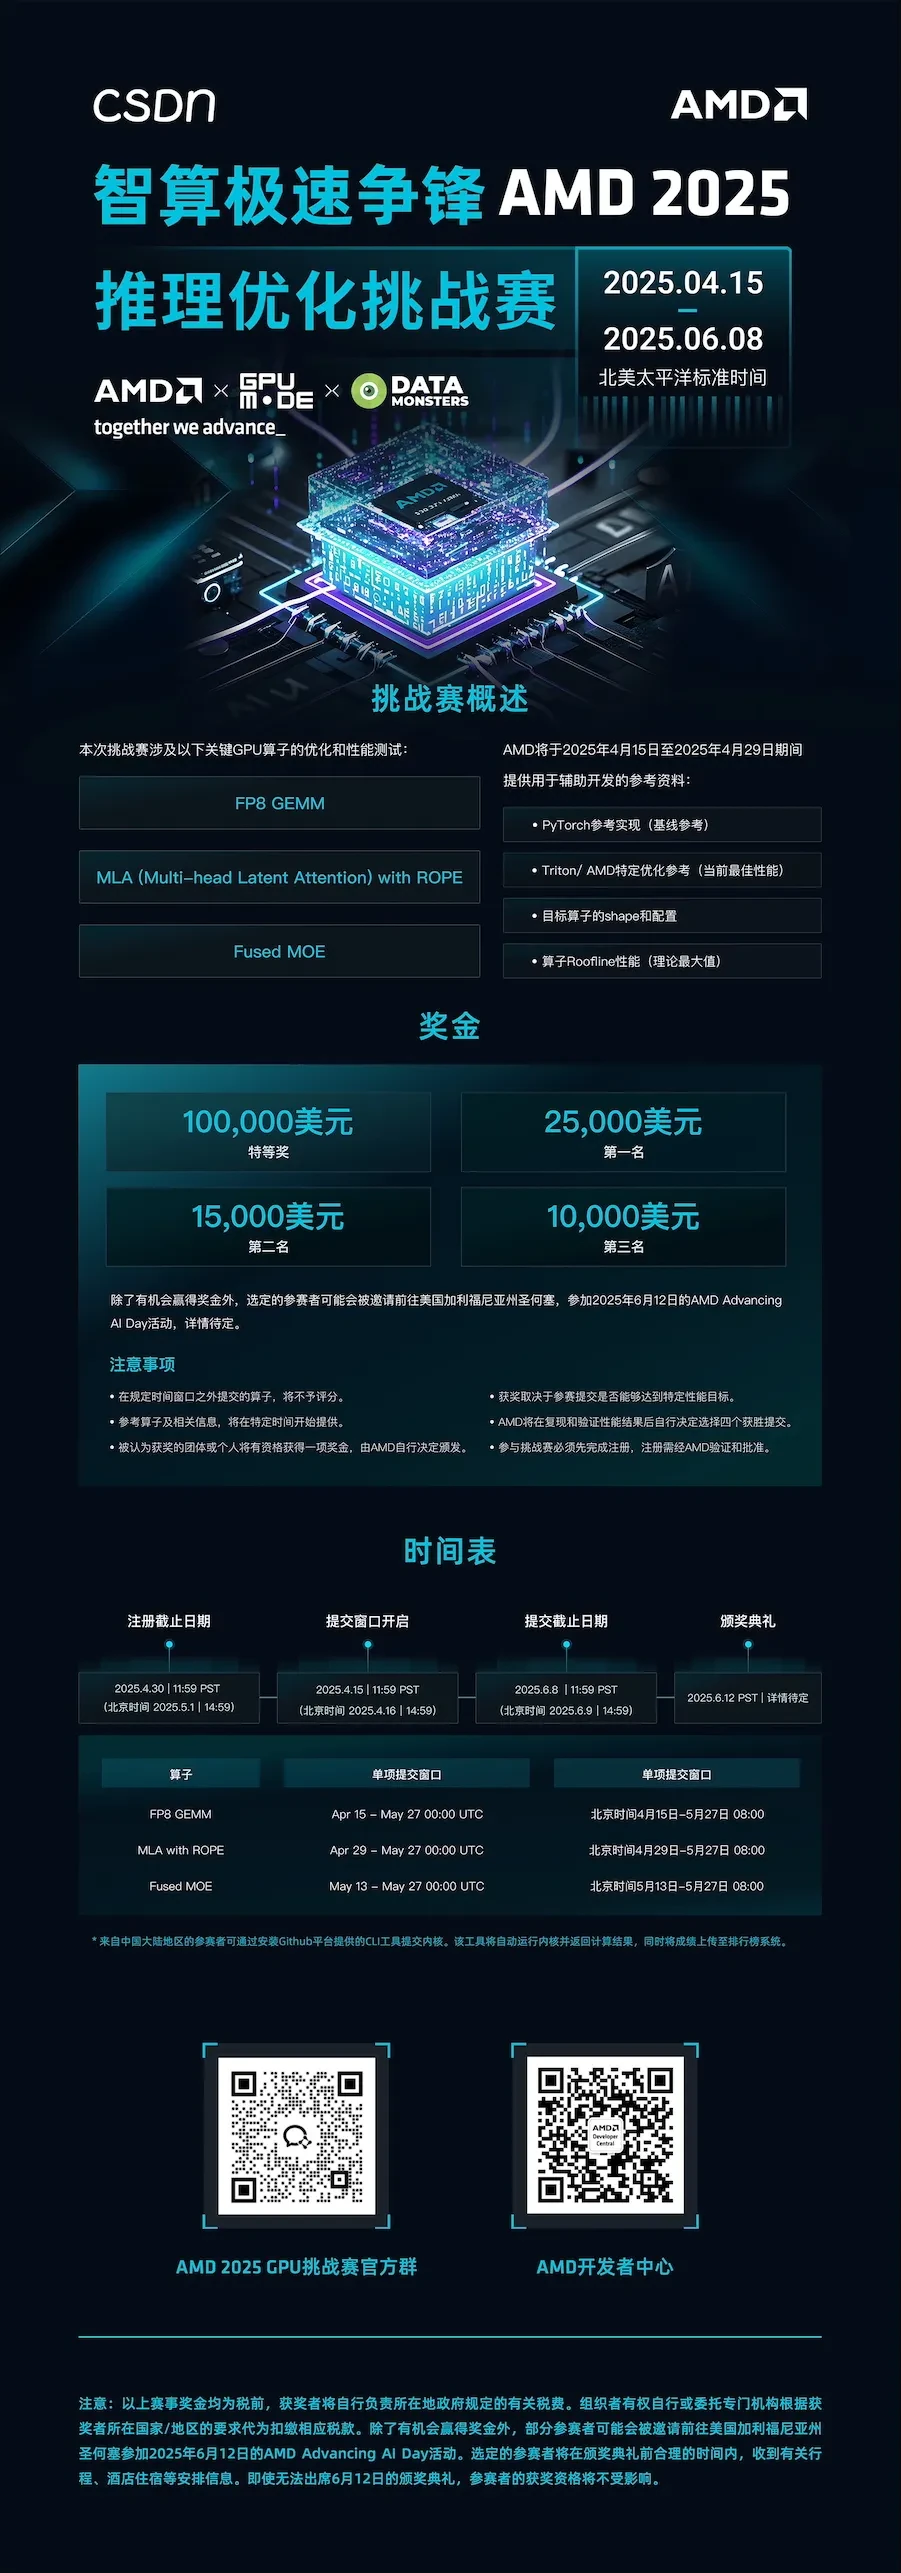 CSDN
AMD
智算极速争锋 AMD 2025
推理优化挑战赛
2025.04.15
—
2025.06.08
北美太平洋标准时间
AMD × GPU MODE × DATA MONSTERS
together we advance_
AMD
挑战赛概述
本次挑战赛涉及以下关键GPU算子的优化和性能测试：
FP8 GEMM
MLA (Multi-head Latent Attention) with ROPE
Fused MOE
AMD将于2025年4月15日至2025年4月29日期间
提供用于辅助开发的参考资料：
• PyTorch参考实现（基线参考）
• Triton/ AMD特定优化参考（当前最佳性能）
• 目标算子的shape和配置
• 算子Roofline性能（理论最大值）
奖金
100,000美元
特等奖
25,000美元
第一名
15,000美元
第二名
10,000美元
第三名
除了有机会赢得奖金外，选定的参赛者可能会被邀请前往美国加利福尼亚州圣何塞，参加2025年6月12日的AMD Advancing
AI Day活动，详情待定。
注意事项
• 在规定时间窗口之外提交的算子，将不予评分。
• 参考算子及相关信息，将在特定时间开始提供。
• 被认为获奖的团体或个人将有资格获得一项奖金，由AMD自行决定颁发。
• 获奖取决于参赛提交是否能够达到特定性能目标。
• AMD将在复现和验证性能结果后自行决定选择四个获胜提交。
• 参与挑战赛必须先完成注册，注册需经AMD验证和批准。
时间表
注册截止日期
2025.4.30 | 11:59 PST
(北京时间 2025.5.1 | 14:59)
提交窗口开启
2025.4.15 | 11:59 PST
(北京时间 2025.4.16 | 14:59)
提交截止日期
2025.6.8 | 11:59 PST
(北京时间 2025.6.9 | 14:59)
颁奖典礼
2025.6.12 PST | 详情待定
算子 单项提交窗口 单项提交窗口
FP8 GEMM Apr 15 - May 27 00:00 UTC 北京时间4月15日-5月27日 08:00
MLA with ROPE Apr 29 - May 27 00:00 UTC 北京时间4月29日-5月27日 08:00
Fused MOE May 13 - May 27 00:00 UTC 北京时间5月13日-5月27日 08:00
* 来自中国大陆地区的参赛者可通过安装Github平台提供的CLI工具提交内核。该工具将自动运行内核并返回计算结果，同时将成绩上传至排行榜系统。
AMD
Developer
Central
AMD 2025 GPU挑战赛官方群
AMD开发者中心
注意：以上赛事奖金均为税前，获奖者将自行负责所在地政府规定的有关税费。组织者有权自行或委托专门机构根据获
奖者所在国家/地区的要求代为扣缴相应税款。除了有机会赢得奖金外，部分参赛者可能会被邀请前往美国加利福尼亚州
圣何塞参加2025年6月12日的AMD Advancing AI Day活动。选定的参赛者将在颁奖典礼前合理的时间内，收到有关行
程、酒店住宿等安排信息。即使无法出席6月12日的颁奖典礼，参赛者的获奖资格将不受影响。